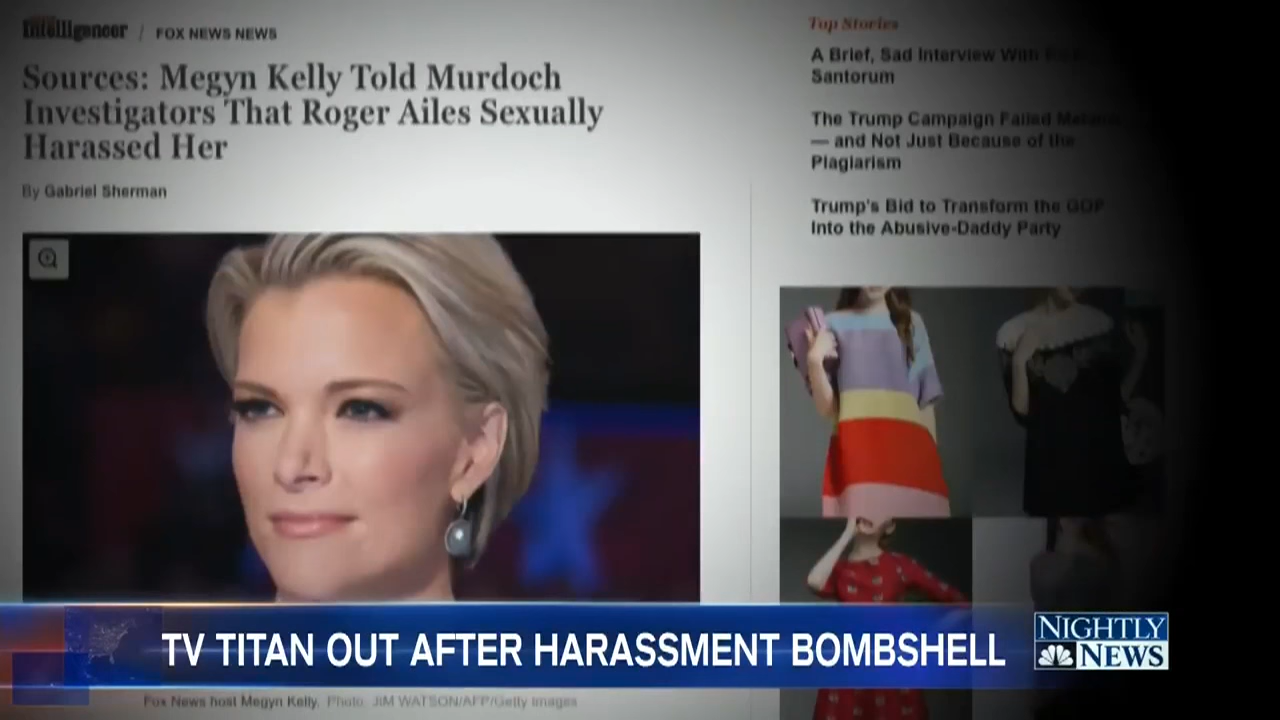 Intelligencer / FOX NEWS NEWS
Sources: Megyn Kelly Told Murdoch
Investigators That Roger Ailes Sexually
Harassed Her
By Gabriel Sherman
Top Stories
A Brief, Sad Interview With
Santorum
The Trump Campaign Failed
— and Not Just Because of the
Plagiarism
Trump's Bid to Transform the GOP
Into the Abusive-Daddy Party
TV TITAN OUT AFTER HARASSMENT BOMBSHELL
NIGHTLY
NEWS
Fox News host Megyn Kelly. Photo: JIM WATSON/AFP/Getty Images